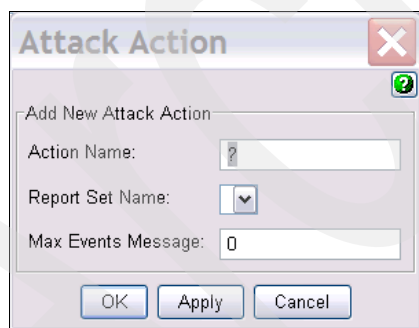 Attack Action
Add New Attack Action
Action Name: ?
Report Set Name:
Max Events Message: 0
OK Apply Cancel